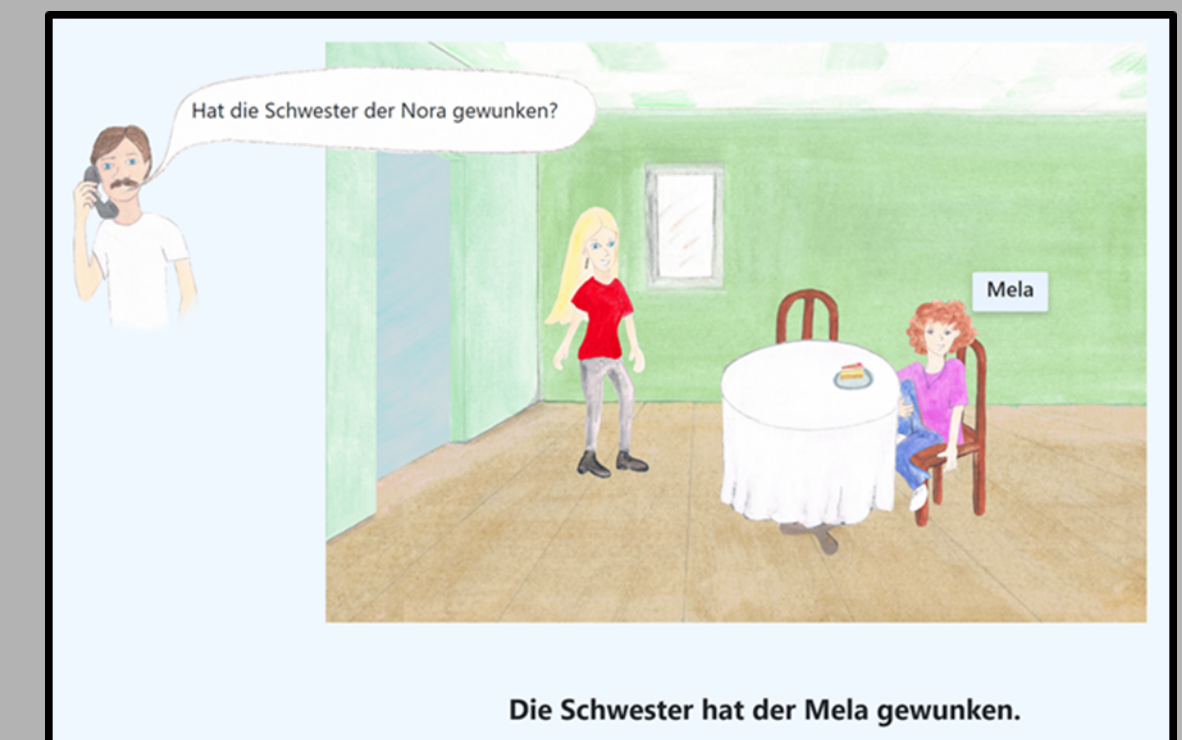 Hat die Schwester der Nora gewunken?
Mela
Die Schwester hat der Mela gewunken.